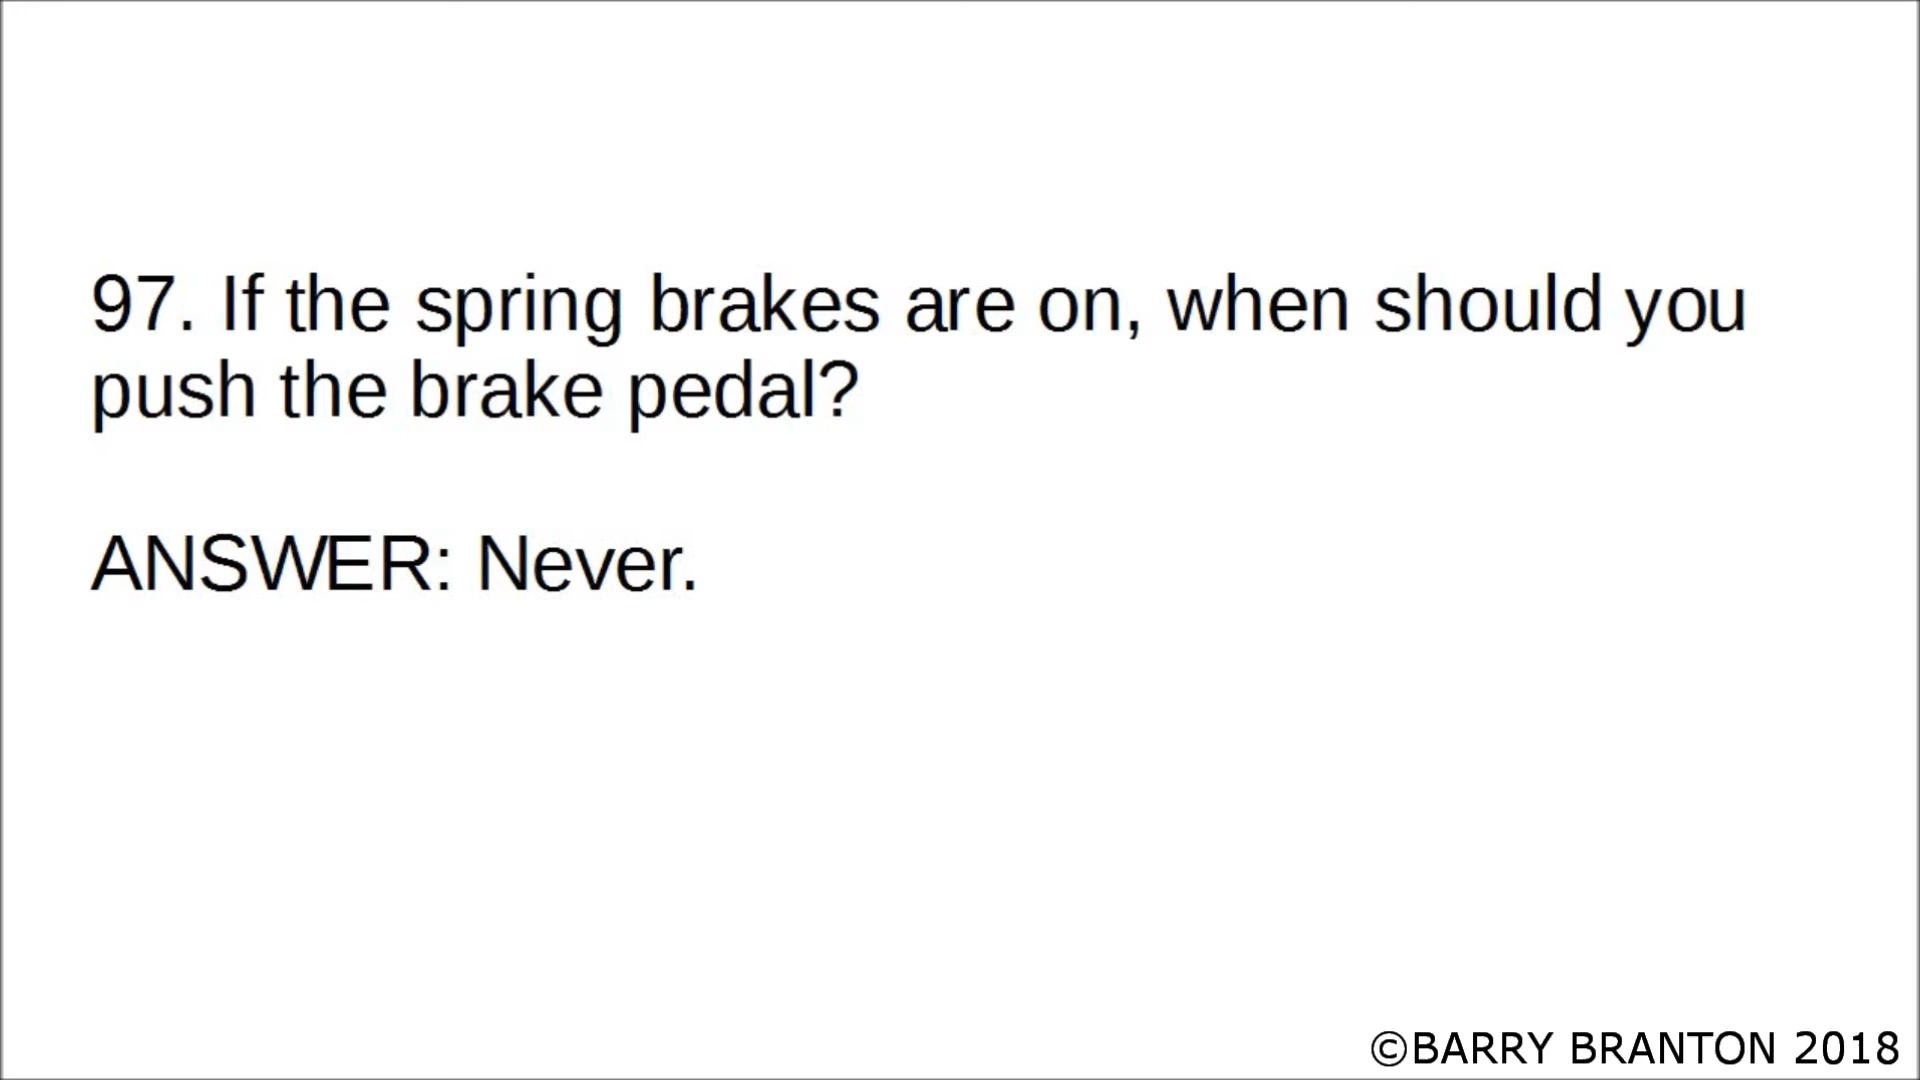 97. If the spring brakes are on, when should you
push the brake pedal?
ANSWER: Never.
©BARRY BRANTON 2018